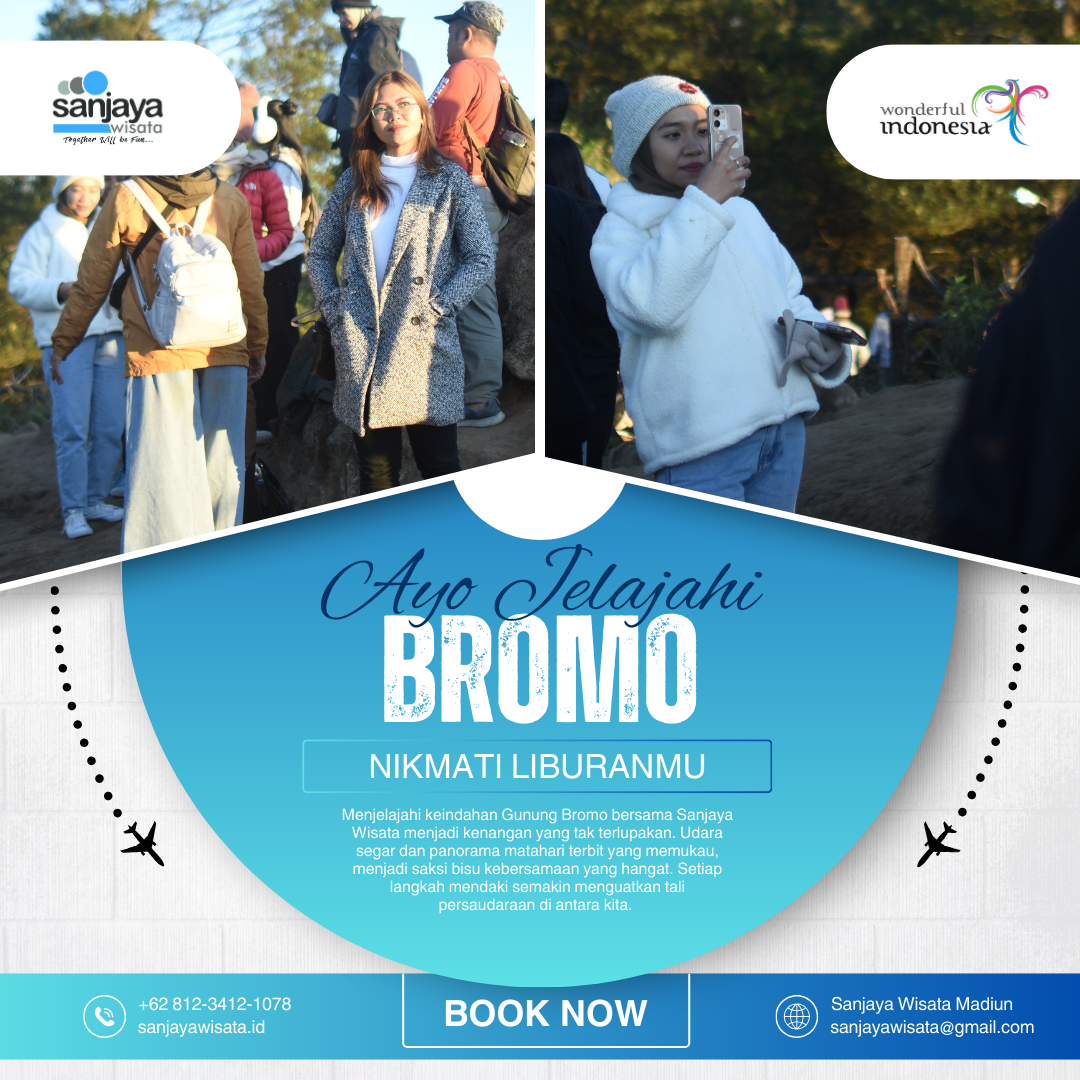 sanjaya
wisata
Together Will be Fun...
wonderful
indonesia
Ayo Jelajahi
BROMO
NIKMATI LIBURANMU
Menjelajahi keindahan Gunung Bromo bersama Sanjaya
Wisata menjadi kenangan yang tak terlupakan. Udara
segar dan panorama matahari terbit yang memukau,
menjadi saksi bisu kebersamaan yang hangat. Setiap
langkah mendaki semakin menguatkan tali
persaudaraan di antara kita.
+62 812-3412-1078
sanjayawisata.id
BOOK NOW
Sanjaya Wisata Madiun
sanjayawisata@gmail.com